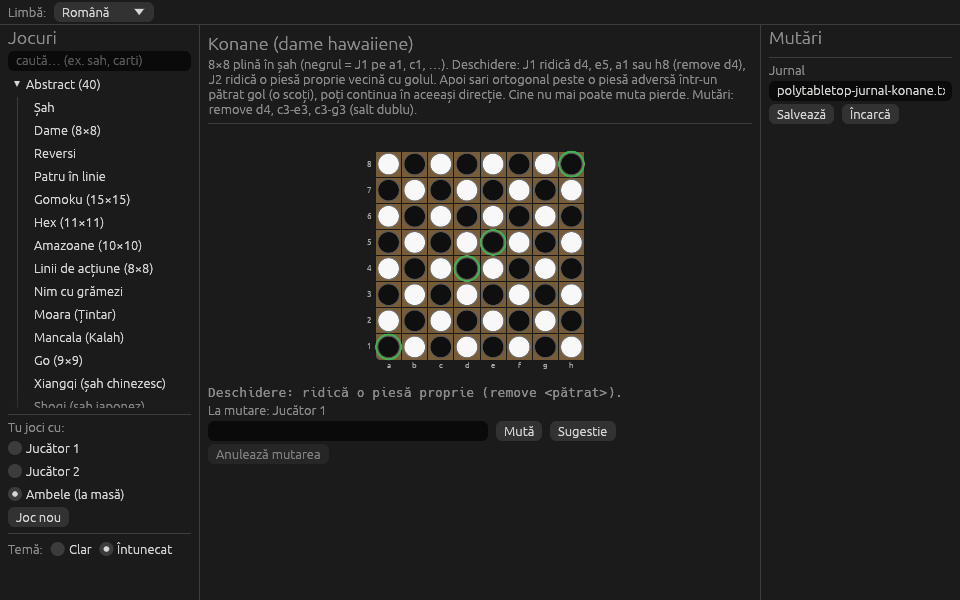 Limbă: Română
Jocuri
caută... (ex. sah, carti)
Abstract (40)
Șah
Dame (8×8)
Reversi
Patru în linie
Gomoku (15×15)
Hex (11×11)
Amazoane (10×10)
Linii de acțiune (8×8)
Nim cu grămezi
Moara (Țintar)
Mancala (Kalah)
Go (9×9)
Xiangqi (șah chinezesc)
Shogi (șah japonez)
Tu joci cu:
Jucător 1
Jucător 2
Ambele (la masă)
Joc nou
Temă: Clar Întunecat
Konane (dame hawaiiene)
8×8 plină în șah (negrul = J1 pe a1, c1, ...). Deschidere: J1 ridică d4, e5, a1 sau h8 (remove d4),
J2 ridică o piesă proprie vecină cu golul. Apoi sari ortogonal peste o piesă adversă într-un
pătrat gol (o scoți), poți continua în aceeași direcție. Cine nu mai poate muta pierde. Mutări:
remove d4, c3-e3, c3-g3 (salt dublu).
8
7
6
5
4
3
2
1
a b c d e f g h
Deschidere: ridică o piesă proprie (remove <pătrat>).
La mutare: Jucător 1
Mută Sugestie
Anulează mutarea
Mutări
Jurnal
polytabletop-jurnal-konane.tx
Salvează Încarcă